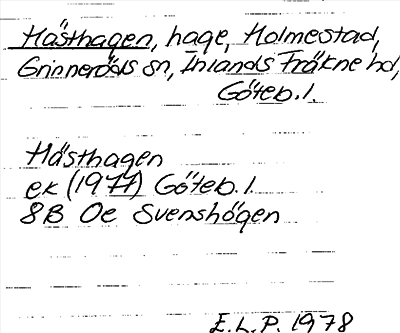 Hästhagen, hage, Holmestad,
Grinneröds sn, Inlands Fräkne hd,
Göteb.l.
Hästhagen
ek (1977) Göteb.l.
8B Oe Svenshögen
E.L.P. 1978